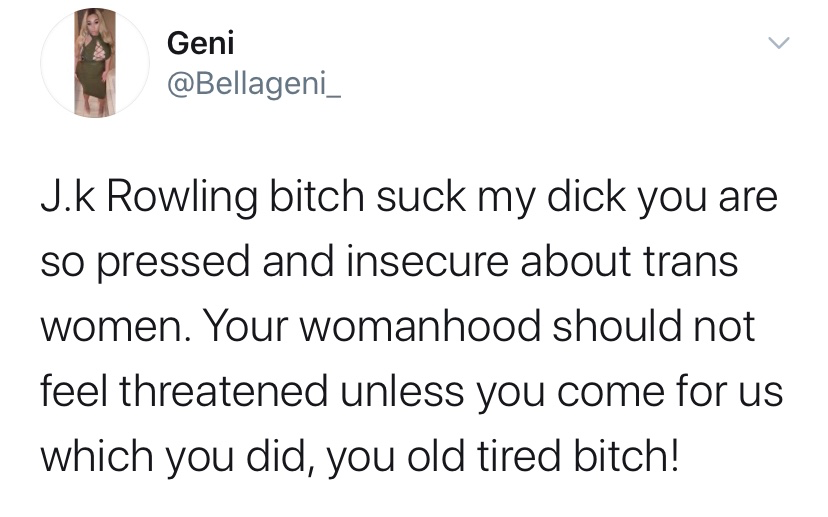 Geni
@Bellageni_
J.k Rowling bitch suck my dick you are
so pressed and insecure about trans
women. Your womanhood should not
feel threatened unless you come for us
which you did, you old tired bitch!